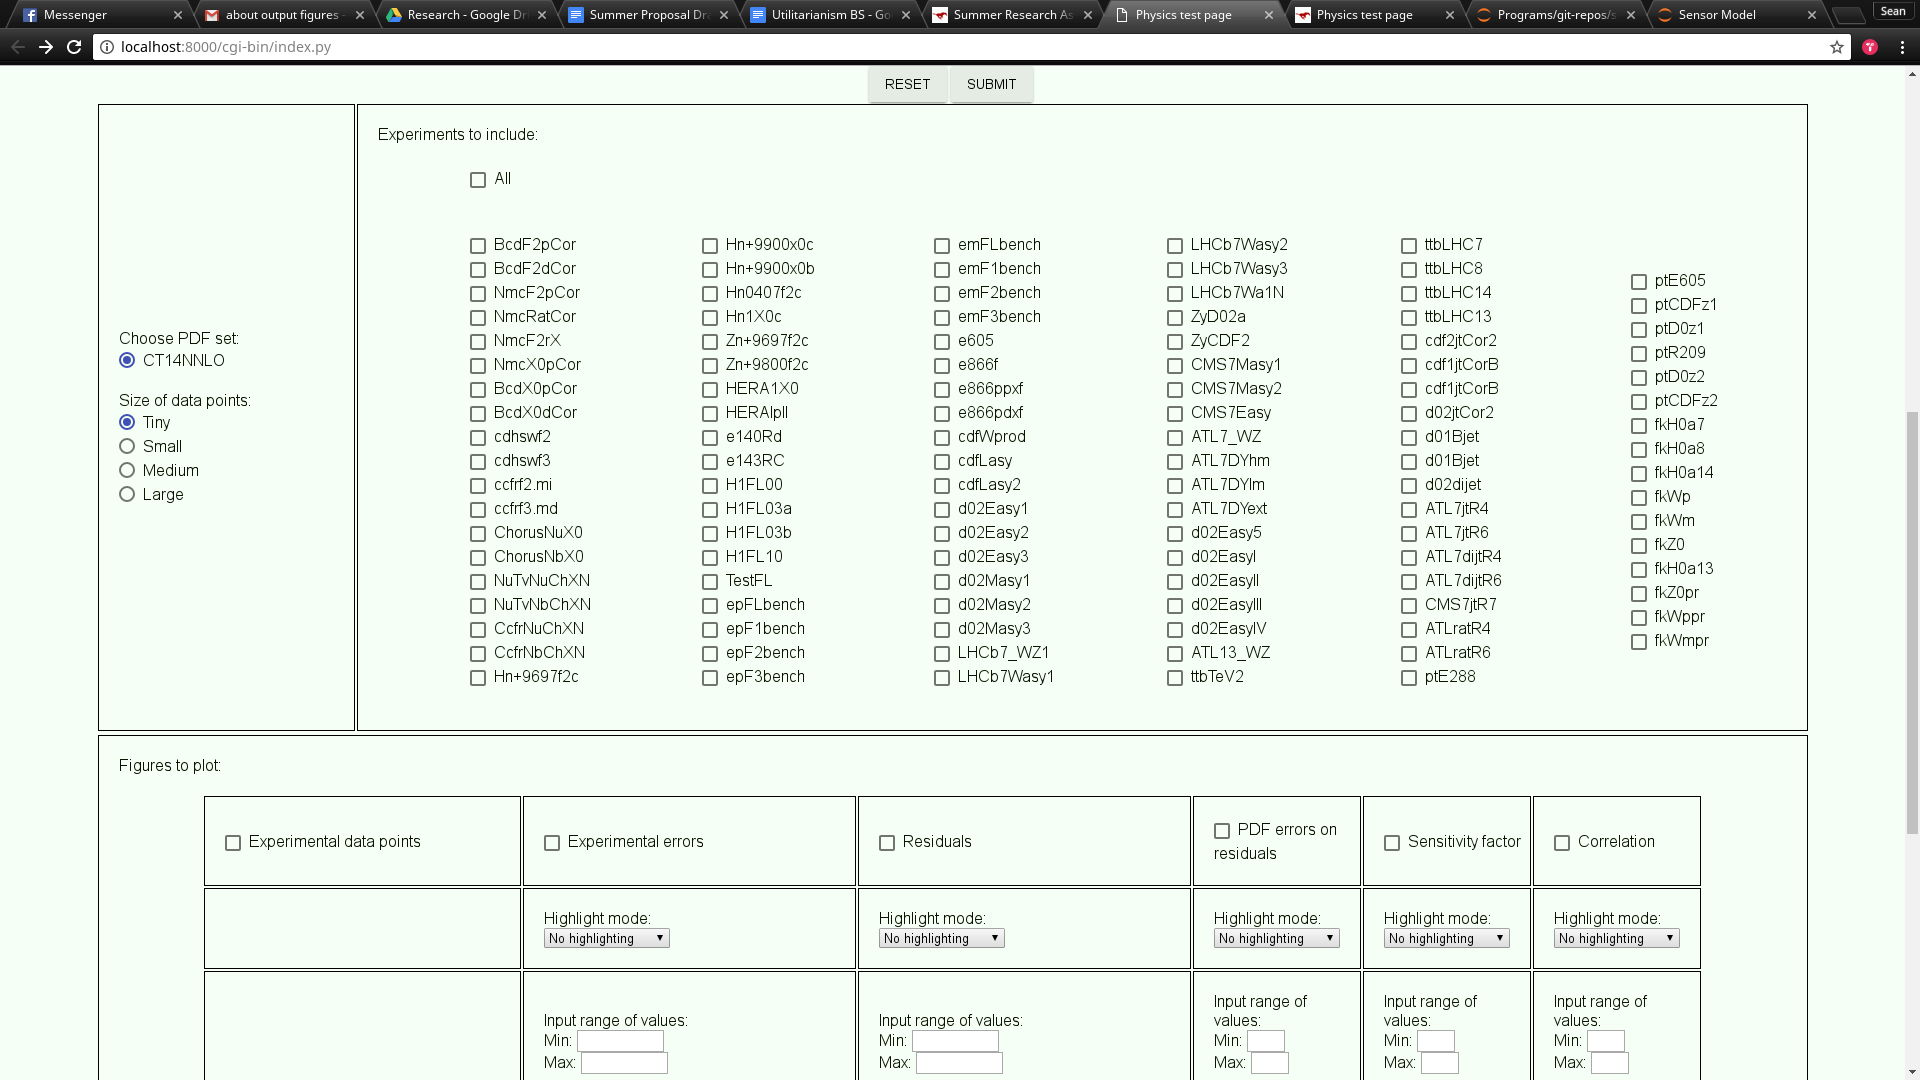 Messenger
about output figures -
Research - Google Dri
Summer Proposal Dra
Utilitarianism BS - Go
Summer Research As
Physics test page
Physics test page
Programs/git-repos/s
Sensor Model
Sean
localhost:8000/cgi-bin/index.py
RESET
SUBMIT
Choose PDF set:
CT14NNLO
Size of data points:
Tiny
Small
Medium
Large
Experiments to include:
All
BcdF2pCor
BcdF2dCor
NmcF2pCor
NmcRatCor
NmcF2rX
NmcX0pCor
BcdX0pCor
BcdX0dCor
cdhswf2
cdhswf3
ccfrf2.mi
ccfrf3.md
ChorusNuX0
ChorusNbX0
NuTvNuChXN
NuTvNbChXN
CcfrNuChXN
CcfrNbChXN
Hn+9697f2c
Hn+9900x0c
Hn+9900x0b
Hn0407f2c
Hn1X0c
Zn+9697f2c
Zn+9800f2c
HERA1X0
HERAIpII
e140Rd
e143RC
H1FL00
H1FL03a
H1FL03b
H1FL10
TestFL
epFLbench
epF1bench
epF2bench
epF3bench
emFLbench
emF1bench
emF2bench
emF3bench
e605
e866f
e866ppxf
e866pdxf
cdfWprod
cdfLasy
cdfLasy2
d02Easy1
d02Easy2
d02Easy3
d02Masy1
d02Masy2
d02Masy3
LHCb7_WZ1
LHCb7Wasy1
LHCb7Wasy2
LHCb7Wasy3
LHCb7Wa1N
ZyD02a
ZyCDF2
CMS7Masy1
CMS7Masy2
CMS7Easy
ATL7_WZ
ATL7DYhm
ATL7DYlm
ATL7DYext
d02Easy5
d02EasyI
d02EasyII
d02EasyIII
d02EasyIV
ATL13_WZ
ttbTeV2
ttbLHC7
ttbLHC8
ttbLHC14
ttbLHC13
cdf2jtCor2
cdf1jtCorB
cdf1jtCorB
d02jtCor2
d01Bjet
d01Bjet
d02dijet
ATL7jtR4
ATL7jtR6
ATL7dijtR4
ATL7dijtR6
CMS7jtR7
ATLratR4
ATLratR6
ptE288
ptE605
ptCDFz1
ptD0z1
ptR209
ptD0z2
ptCDFz2
fkH0a7
fkH0a8
fkH0a14
fkWp
fkWm
fkZ0
fkH0a13
fkZ0pr
fkWppr
fkWmpr
Figures to plot:
Experimental data points
Experimental errors
Residuals
PDF errors on
residuals
Sensitivity factor
Correlation
Highlight mode:
No highlighting
Highlight mode:
No highlighting
Highlight mode:
No highlighting
Highlight mode:
No highlighting
Highlight mode:
No highlighting
Input range of values:
Min:
Max:
Input range of values:
Min:
Max:
Input range of
values:
Min:
Max:
Input range of
values:
Min:
Max:
Input range of
values:
Min:
Max: